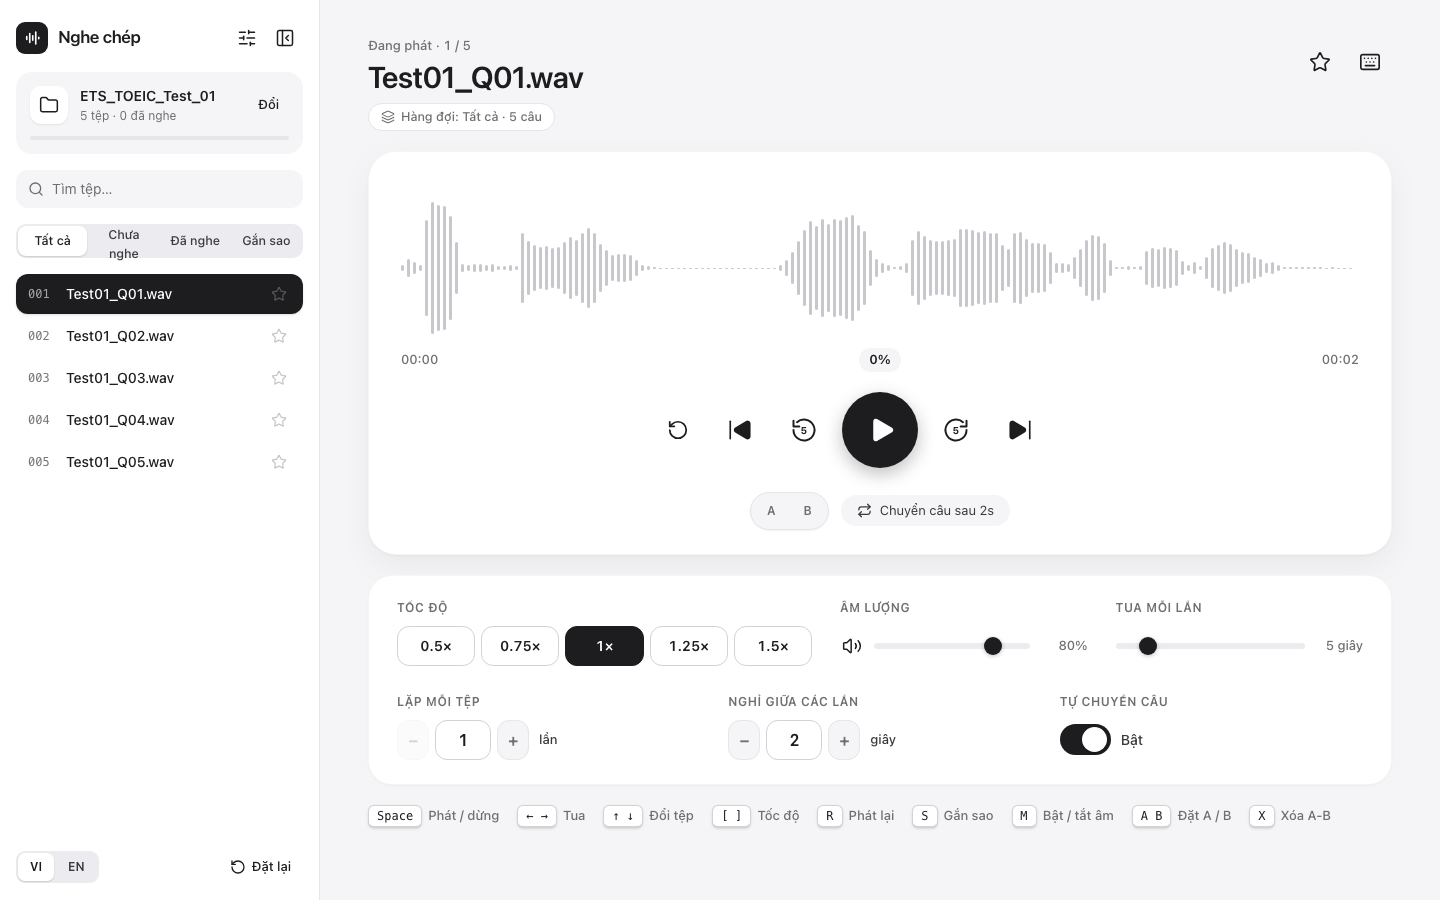 Nghe chép
ETS_TOEIC_Test_01
5 tệp · 0 đã nghe
Đổi
Tìm tệp...
Tất cả
Chưa
nghe
Đã nghe
Gắn sao
001 Test01_Q01.wav
002 Test01_Q02.wav
003 Test01_Q03.wav
004 Test01_Q04.wav
005 Test01_Q05.wav
VI EN
Đặt lại
Đang phát · 1 / 5
Test01_Q01.wav
Hàng đợi: Tất cả · 5 câu
00:00
0%
00:02
5
5
A B
Chuyển câu sau 2s
TỐC ĐỘ
0.5× 0.75× 1× 1.25× 1.5×
ÂM LƯỢNG
80%
TUA MỖI LẦN
5 giây
LẶP MỖI TỆP
− 1 + lần
NGHỈ GIỮA CÁC LẦN
− 2 + giây
TỰ CHUYỂN CÂU
Bật
Space Phát / dừng ← → Tua ↑ ↓ Đổi tệp [ ] Tốc độ R Phát lại S Gắn sao M Bật / tắt âm A B Đặt A / B X Xóa A-B